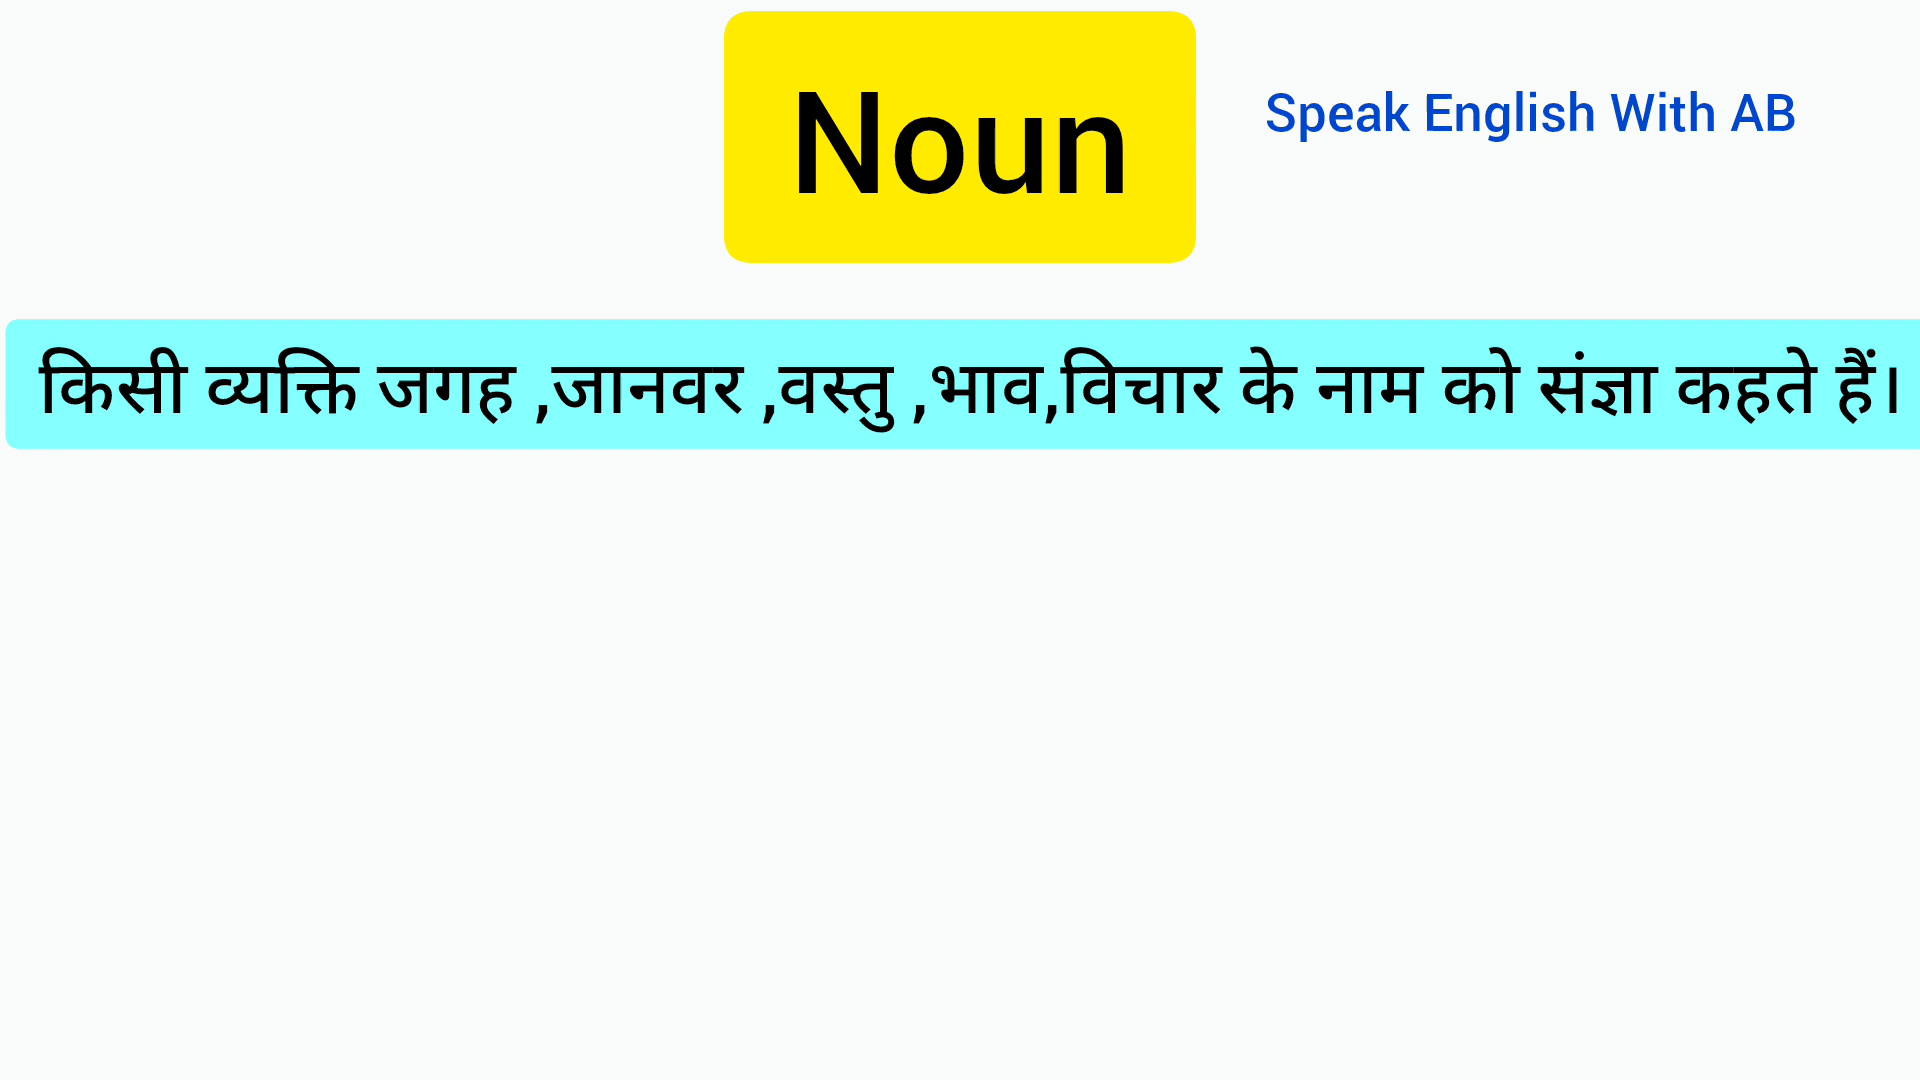 Noun
Speak English With AB
किसी व्यक्ति जगह ,जानवर ,वस्तु ,भाव,विचार के नाम को संज्ञा कहते हैं।